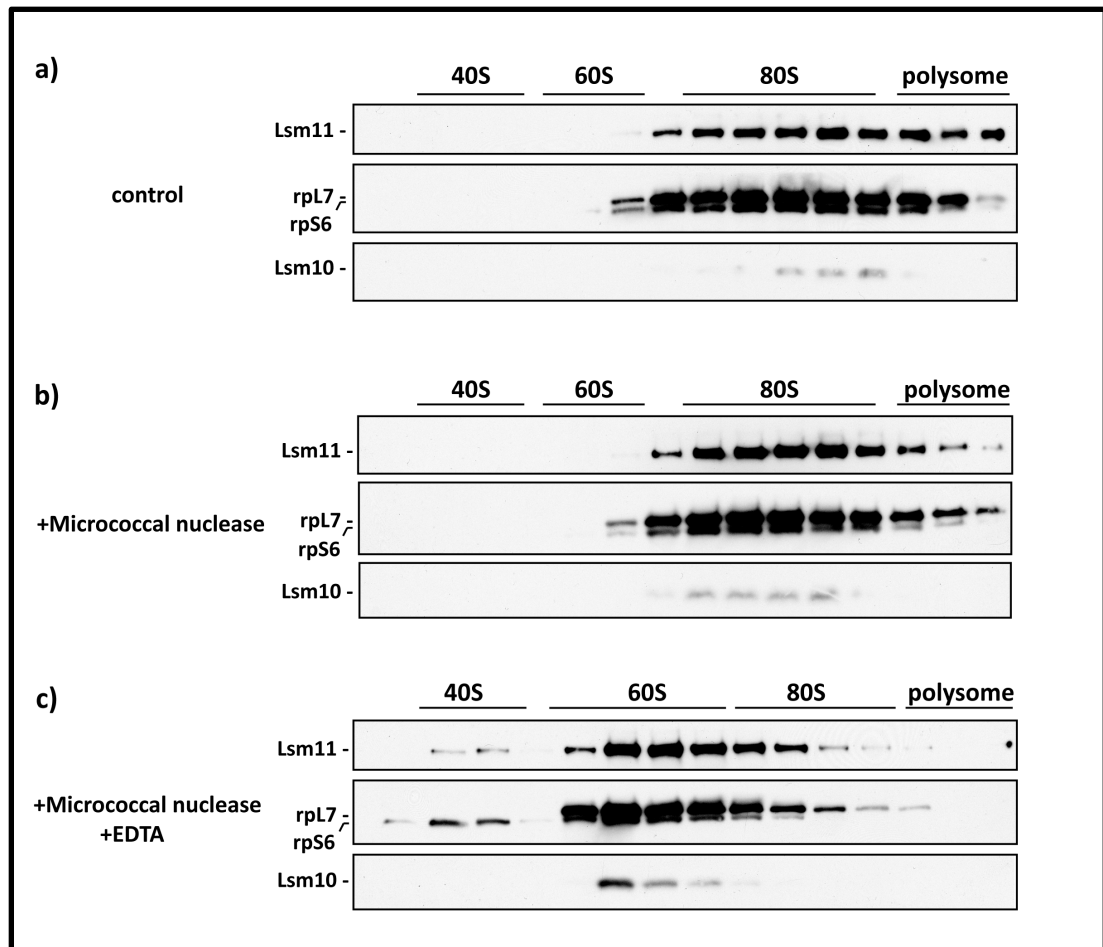 a)
40S 60S 80S polysome
Lsm11 -
control
rpL7 -
rpS6
Lsm10 -
b)
40S 60S 80S polysome
Lsm11 -
+Micrococcal nuclease
rpL7 -
rpS6
Lsm10 -
c)
40S 60S 80S polysome
Lsm11 -
+Micrococcal nuclease
+EDTA
rpL7 -
rpS6
Lsm10 -